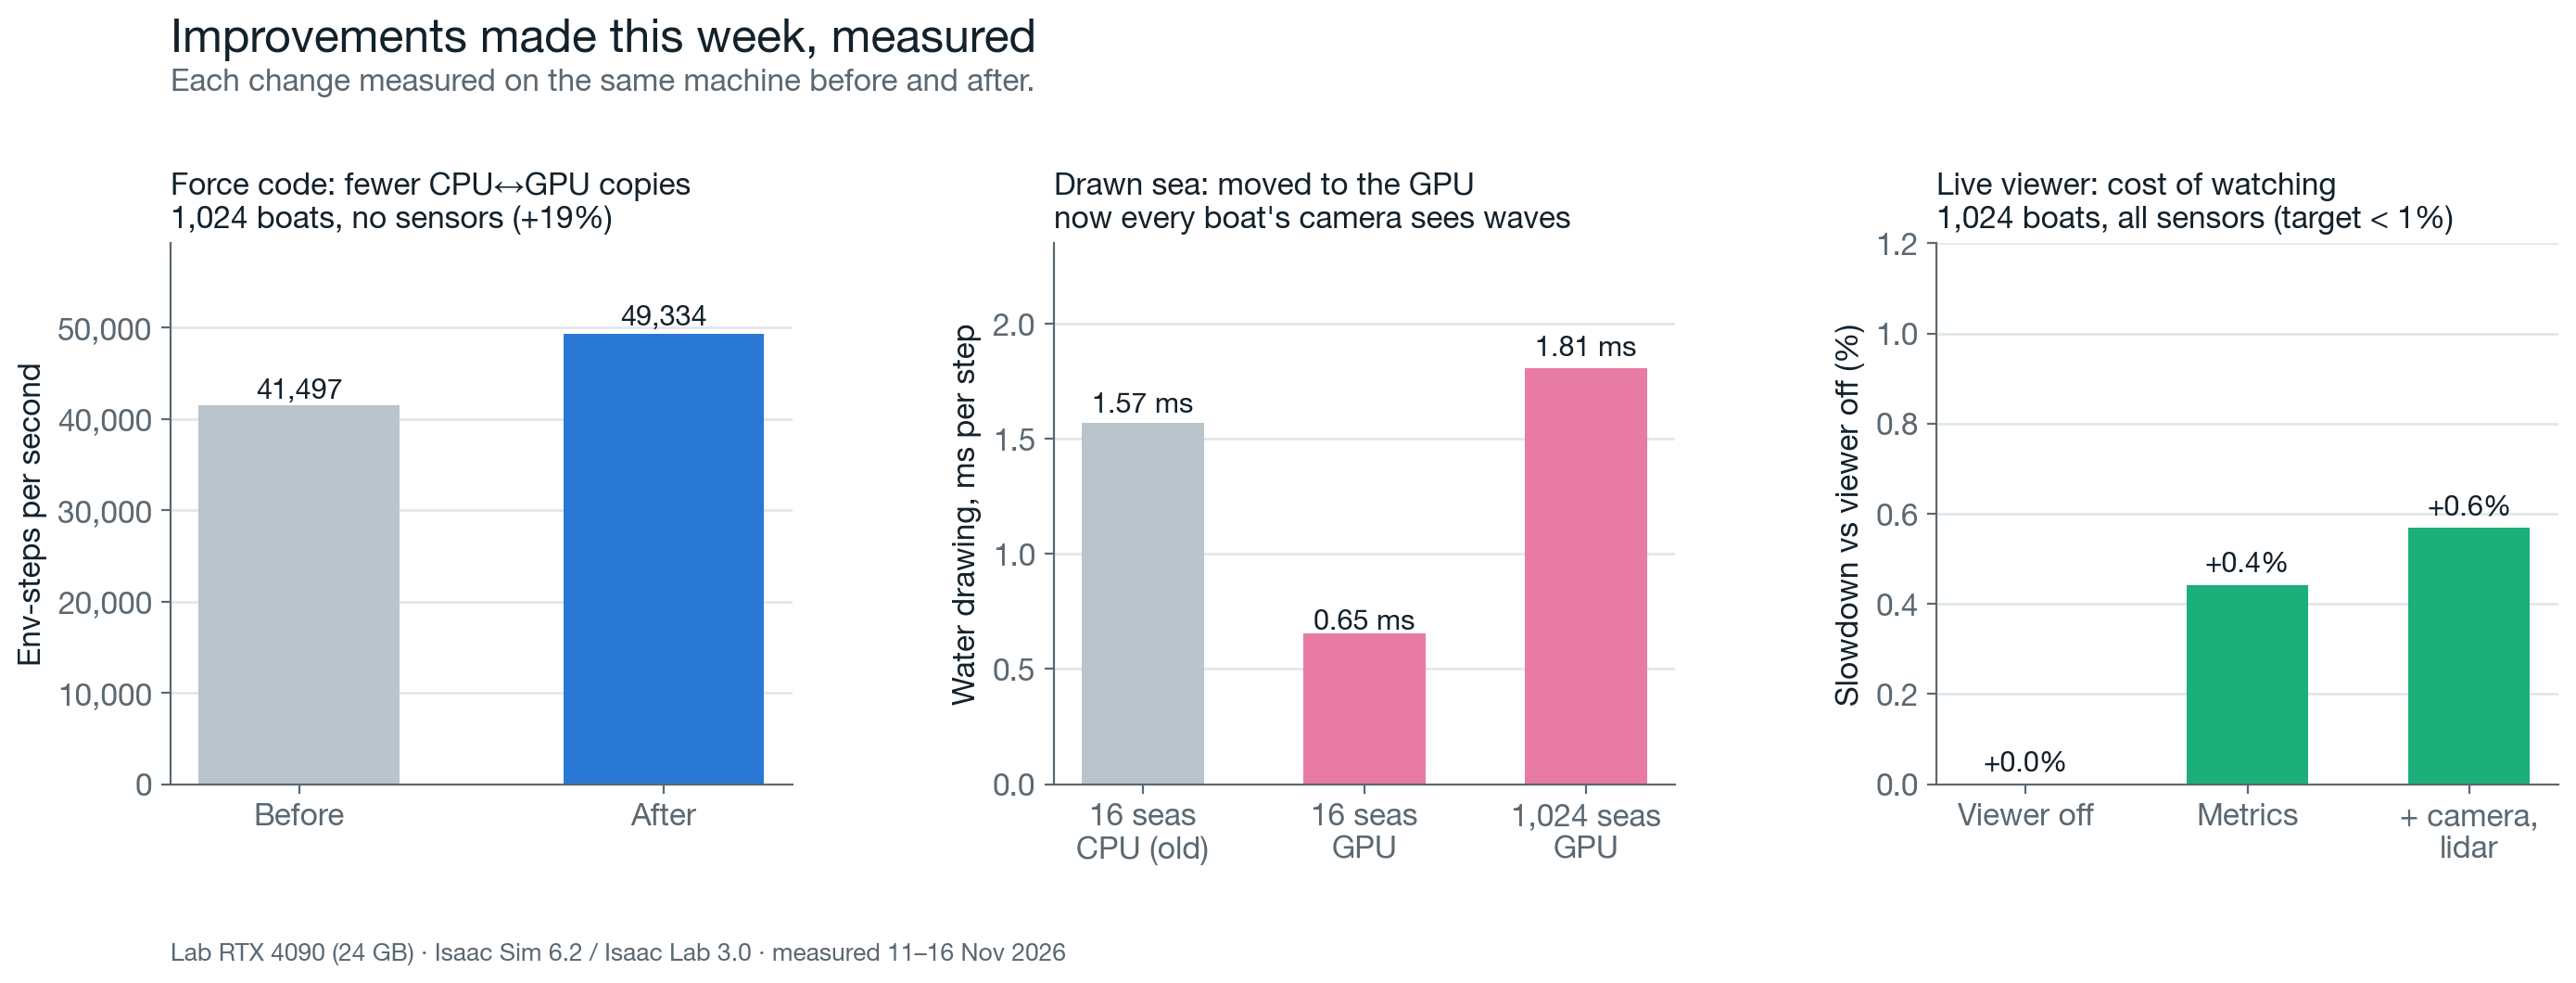 Improvements made this week, measured
Each change measured on the same machine before and after.
Force code: fewer CPU↔GPU copies
1,024 boats, no sensors (+19%)
Env-steps per second
50,000
40,000
30,000
20,000
10,000
0
41,497
49,334
Before
After
Drawn sea: moved to the GPU
now every boat's camera sees waves
Water drawing, ms per step
2.0
1.5
1.0
0.5
0.0
1.57 ms
0.65 ms
1.81 ms
16 seas
CPU (old)
16 seas
GPU
1,024 seas
GPU
Live viewer: cost of watching
1,024 boats, all sensors (target < 1%)
Slowdown vs viewer off (%)
1.2
1.0
0.8
0.6
0.4
0.2
0.0
+0.0%
+0.4%
+0.6%
Viewer off
Metrics
+ camera,
lidar
Lab RTX 4090 (24 GB) · Isaac Sim 6.2 / Isaac Lab 3.0 · measured 11–16 Nov 2026